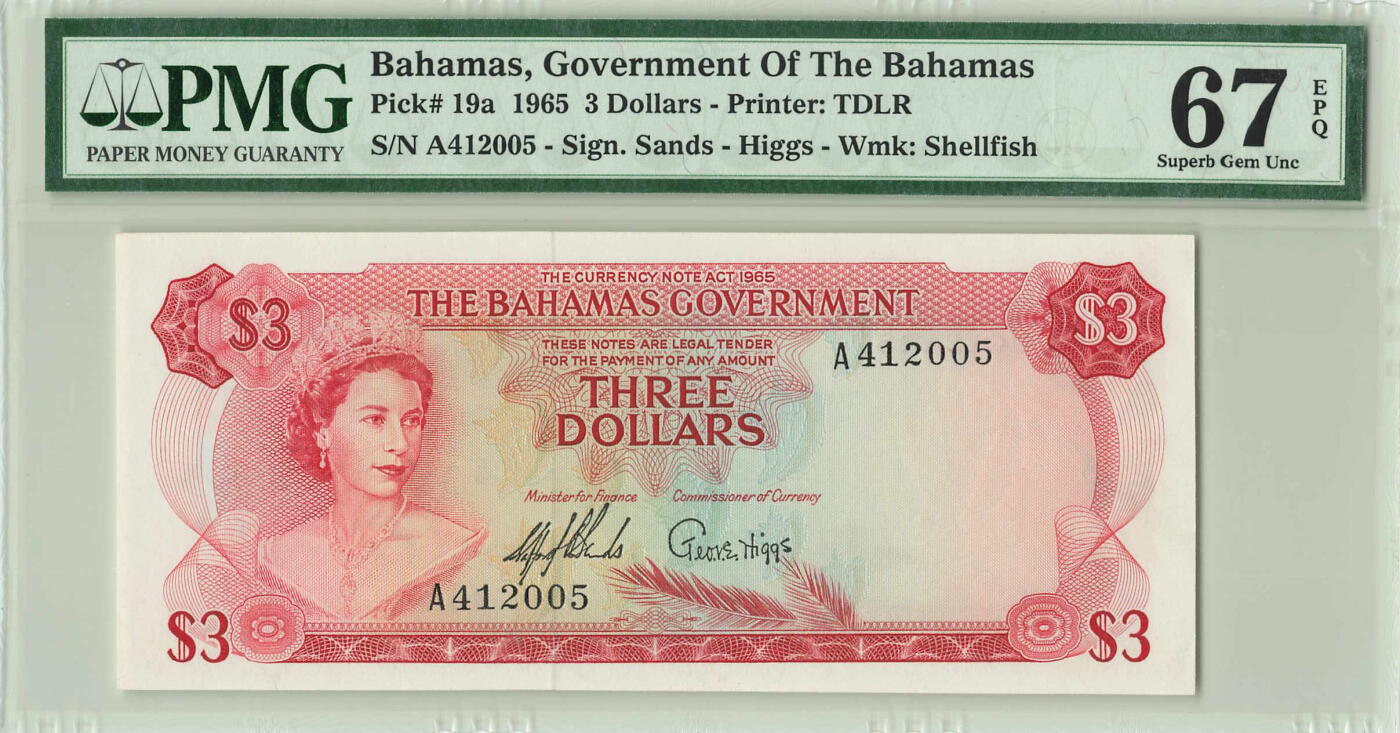 PMG
PAPER MONEY GUARANTY
Bahamas, Government Of The Bahamas
Pick# 19a 1965 3 Dollars - Printer: TDLR
S/N A412005 - Sign. Sands - Higgs - Wmk: Shellfish
67
EPQ
Superb Gem Unc
THE CURRENCY NOTE ACT 1965
$3 THE BAHAMAS GOVERNMENT $3
THESE NOTES ARE LEGAL TENDER
FOR THE PAYMENT OF ANY AMOUNT
A412005
THREE
DOLLARS
Minister for Finance Commissioner of Currency
Geo. E. Higgs
A412005
$3 $3